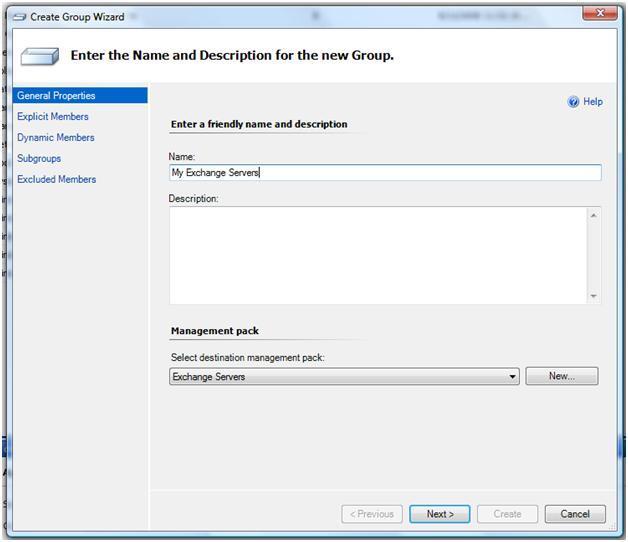 Create Group Wizard
Enter the Name and Description for the new Group.
General Properties
Explicit Members
Dynamic Members
Subgroups
Excluded Members
Help
Enter a friendly name and description
Name:
My Exchange Servers
Description:
Management pack
Select destination management pack:
Exchange Servers
New...
< Previous
Next >
Create
Cancel